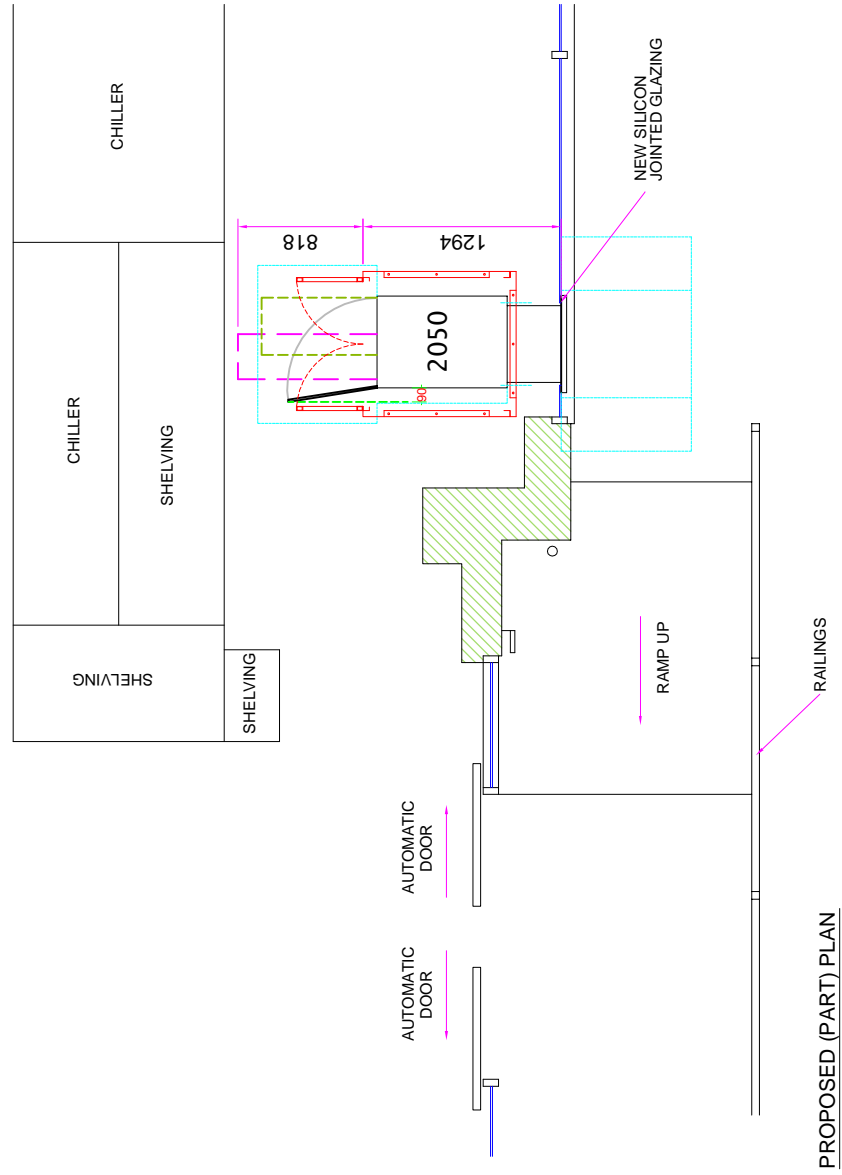 CHILLER
CHILLER
SHELVING
SHELVING
SHELVING
818
1294
2050
90
NEW SILICON
JOINTED GLAZING
RAMP UP
RAILINGS
AUTOMATIC
DOOR
AUTOMATIC
DOOR
PROPOSED (PART) PLAN